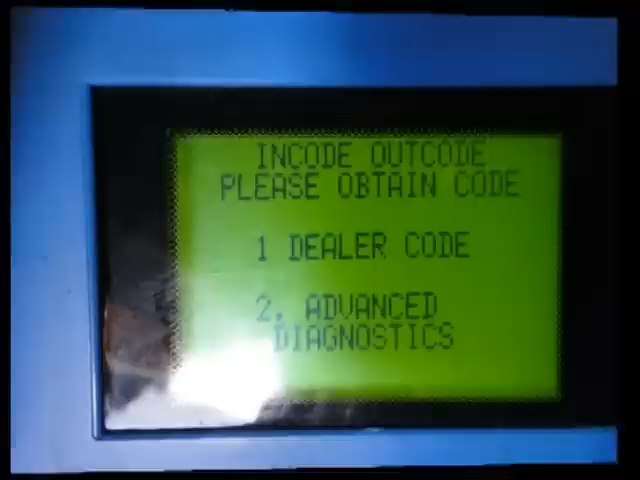 INCODE OUTCODE
PLEASE OBTAIN CODE
1 DEALER CODE
2. ADVANCED
DIAGNOSTICS